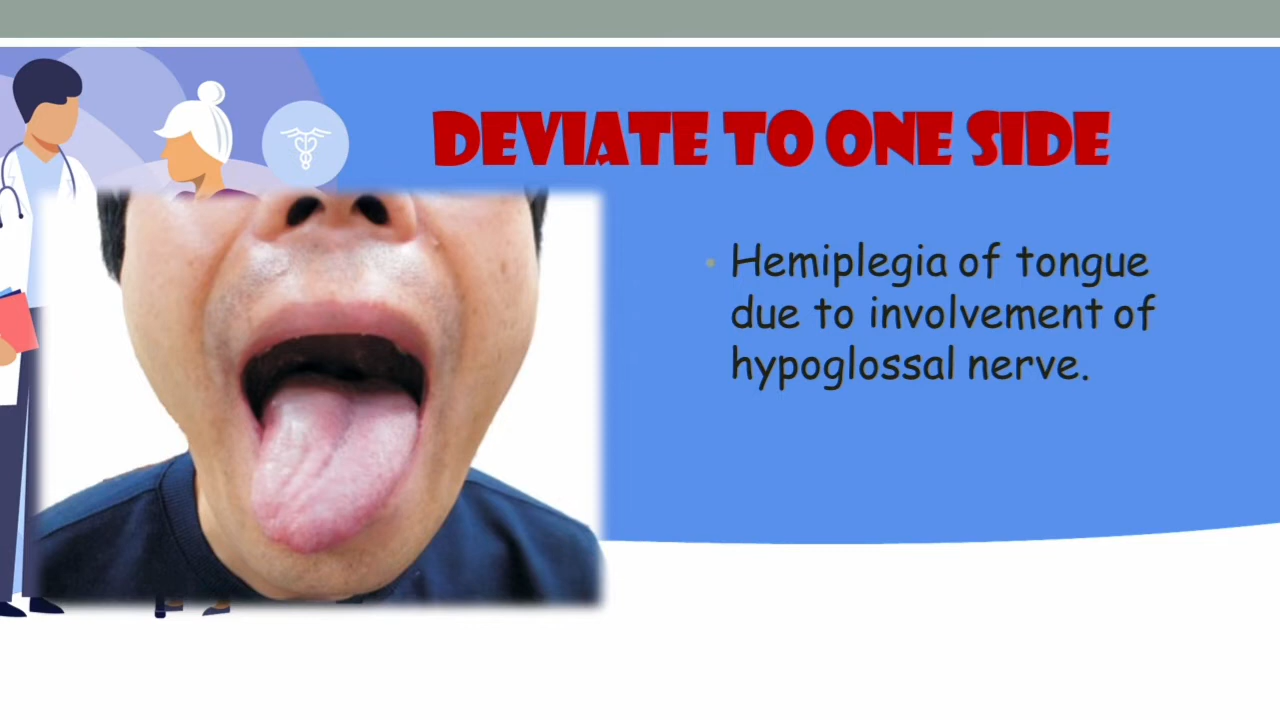 DEVIATE TO ONE SIDE
• Hemiplegia of tongue
due to involvement of
hypoglossal nerve.